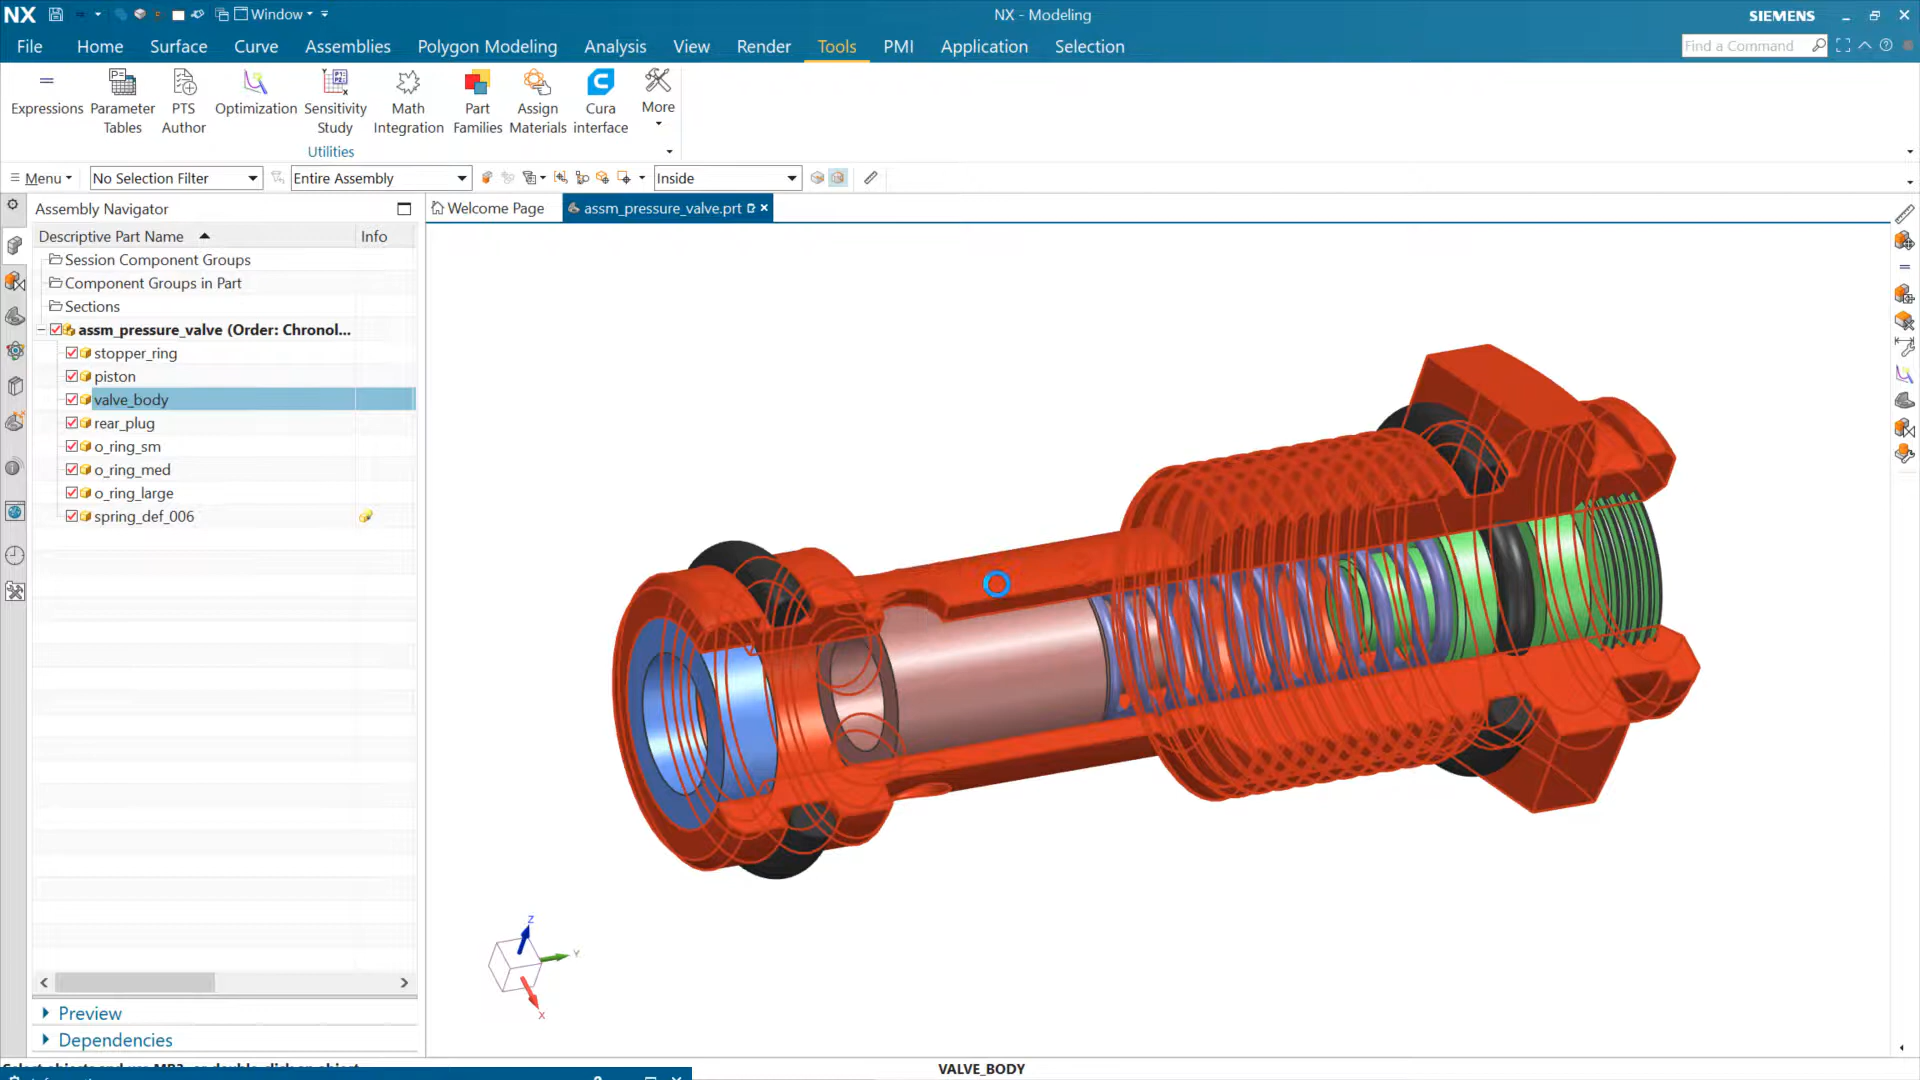 NX Window NX - Modeling SIEMENS
File Home Surface Curve Assemblies Polygon Modeling Analysis View Render Tools PMI Application Selection Find a Command
Expressions Parameter Tables PTS Author Optimization Sensitivity Study Math Integration Part Families Assign Materials Cura interface More
Utilities
Menu No Selection Filter Entire Assembly Inside
Assembly Navigator Welcome Page assm_pressure_valve.prt
Descriptive Part Name Info
Session Component Groups
Component Groups in Part
Sections
assm_pressure_valve (Order: Chronol...
stopper_ring
piston
valve_body
rear_plug
o_ring_sm
o_ring_med
o_ring_large
spring_def_006
Z
Y
X
Preview
Dependencies
VALVE_BODY